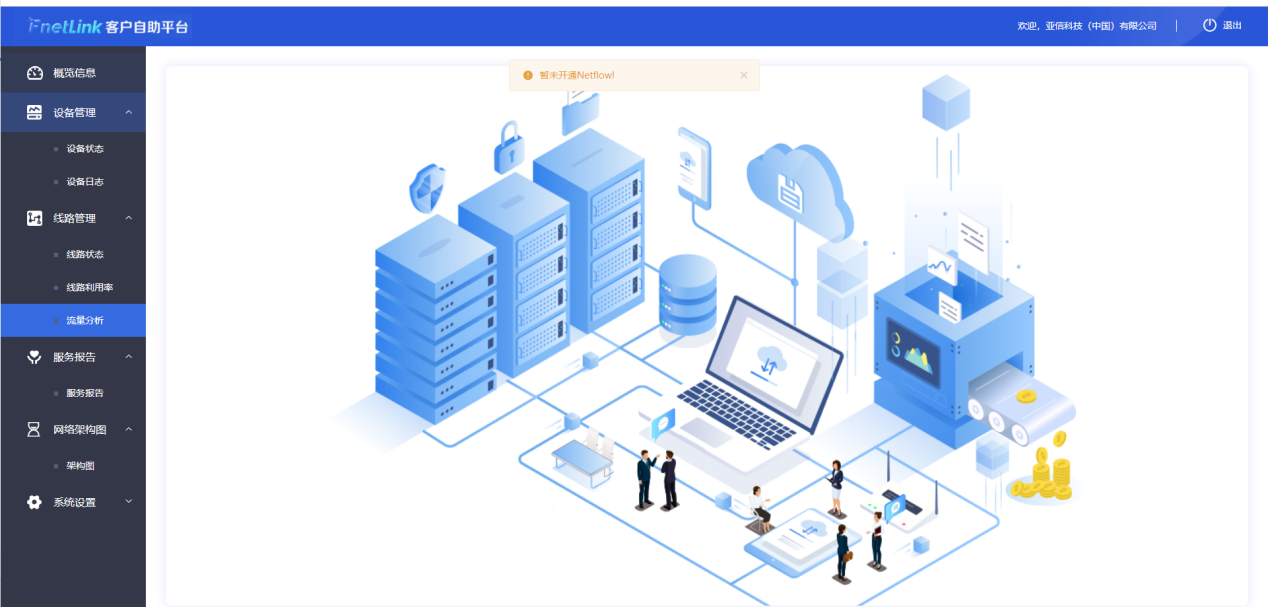 FnetLink 客户自助平台
欢迎，亚信科技（中国）有限公司 | 退出
概览信息
设备管理
设备状态
设备日志
线路管理
线路状态
线路利用率
流量分析
服务报告
服务报告
网络架构图
架构图
系统设置
暂未开通Netflow!